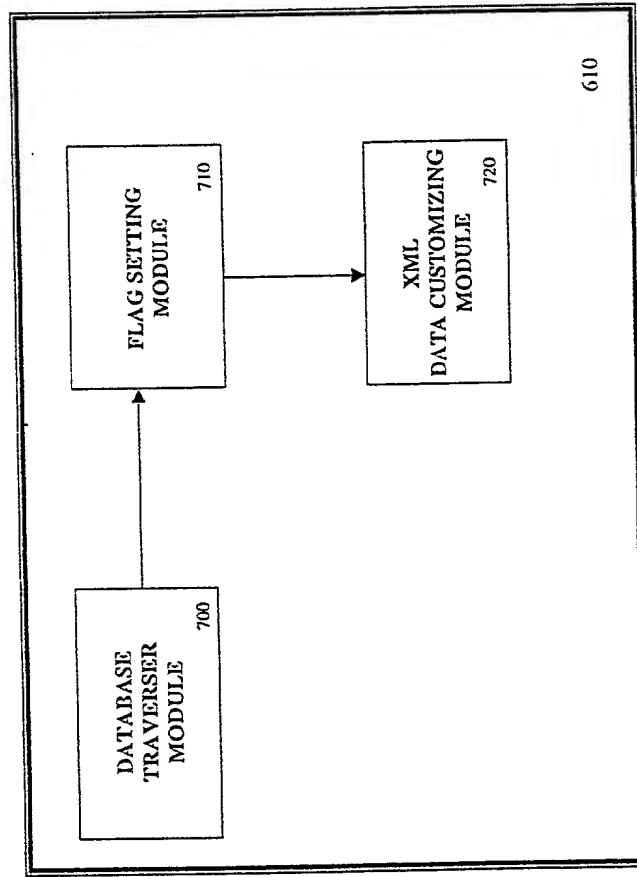 DATABASE
TRAVERSER
MODULE
700
FLAG SETTING
MODULE
710
XML
DATA CUSTOMIZING
MODULE
720
610